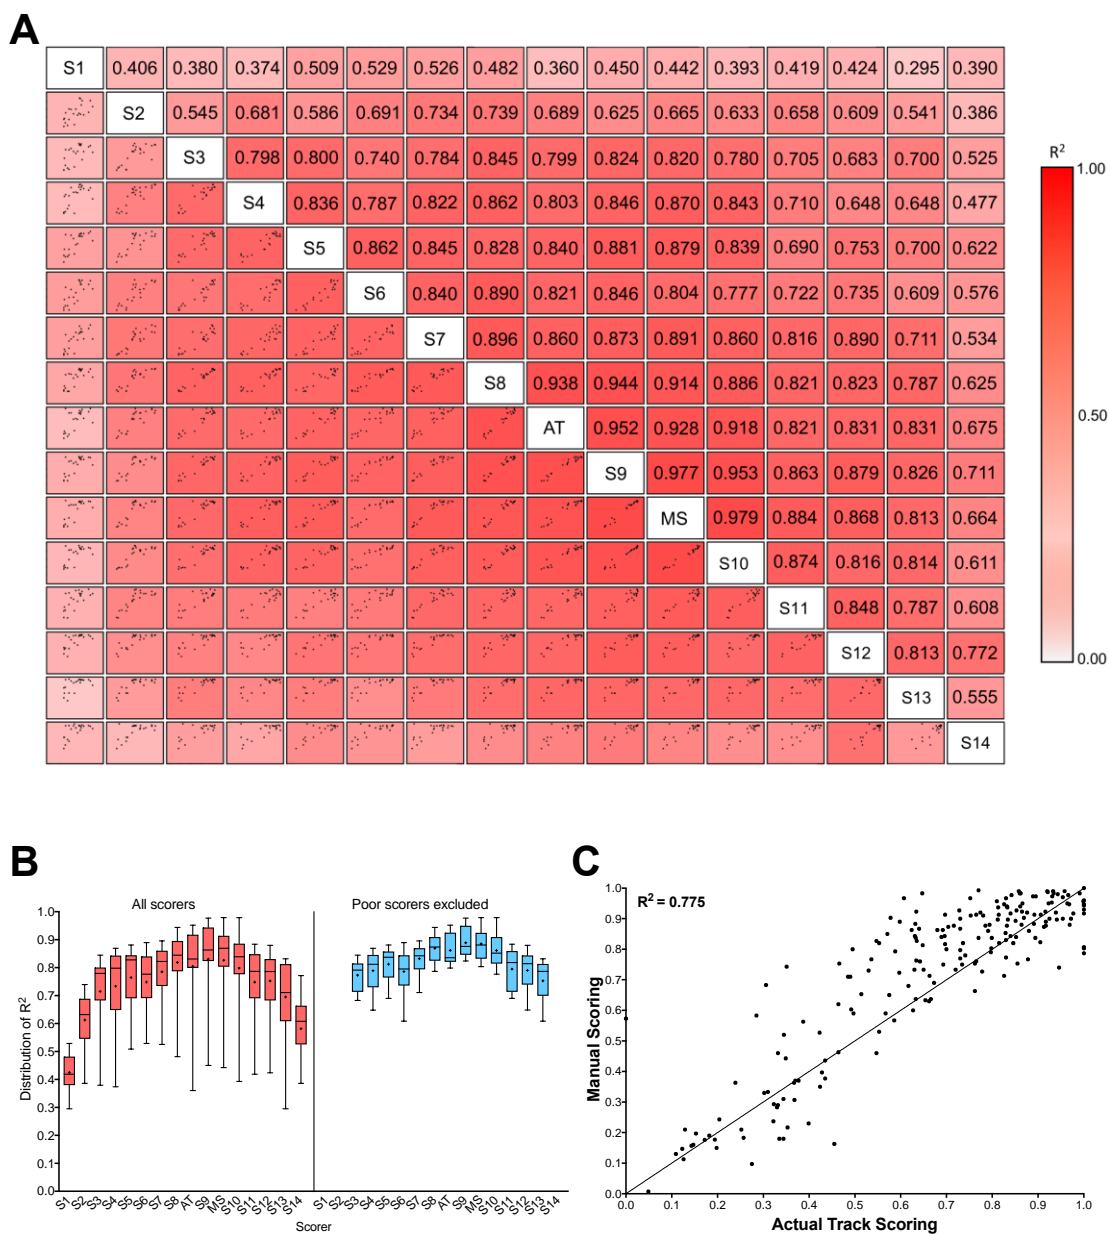 A
S1 0.406 0.380 0.374 0.509 0.529 0.526 0.482 0.360 0.450 0.442 0.393 0.419 0.424 0.295 0.390
S2 0.545 0.681 0.586 0.691 0.734 0.739 0.689 0.625 0.665 0.633 0.658 0.609 0.541 0.386
S3 0.798 0.800 0.740 0.784 0.845 0.799 0.824 0.820 0.780 0.705 0.683 0.700 0.525
S4 0.836 0.787 0.822 0.862 0.803 0.846 0.870 0.843 0.710 0.648 0.648 0.477
S5 0.862 0.845 0.828 0.840 0.881 0.879 0.839 0.690 0.753 0.700 0.622
S6 0.840 0.890 0.821 0.846 0.804 0.777 0.722 0.735 0.609 0.576
S7 0.896 0.860 0.873 0.891 0.860 0.816 0.890 0.711 0.534
S8 0.938 0.944 0.914 0.886 0.821 0.823 0.787 0.625
AT 0.952 0.928 0.918 0.821 0.831 0.831 0.675
S9 0.977 0.953 0.863 0.879 0.826 0.711
MS 0.979 0.884 0.868 0.813 0.664
S10 0.874 0.816 0.814 0.611
S11 0.848 0.787 0.608
S12 0.813 0.772
S13 0.555
S14
R²
1.00
0.50
0.00
B
All scorers Poor scorers excluded
Distribution of R²
1.0
0.9
0.8
0.7
0.6
0.5
0.4
0.3
0.2
0.1
0.0
S1 S2 S3 S4 S5 S6 S7 S8 AT S9 MS S10 S11 S12 S13 S14 S1 S2 S3 S4 S5 S6 S7 S8 AT S9 MS S10 S11 S12 S13 S14
Scorer
C
R² = 0.775
Manual Scoring
1.0
0.9
0.8
0.7
0.6
0.5
0.4
0.3
0.2
0.1
0.0
0.0 0.1 0.2 0.3 0.4 0.5 0.6 0.7 0.8 0.9 1.0
Actual Track Scoring